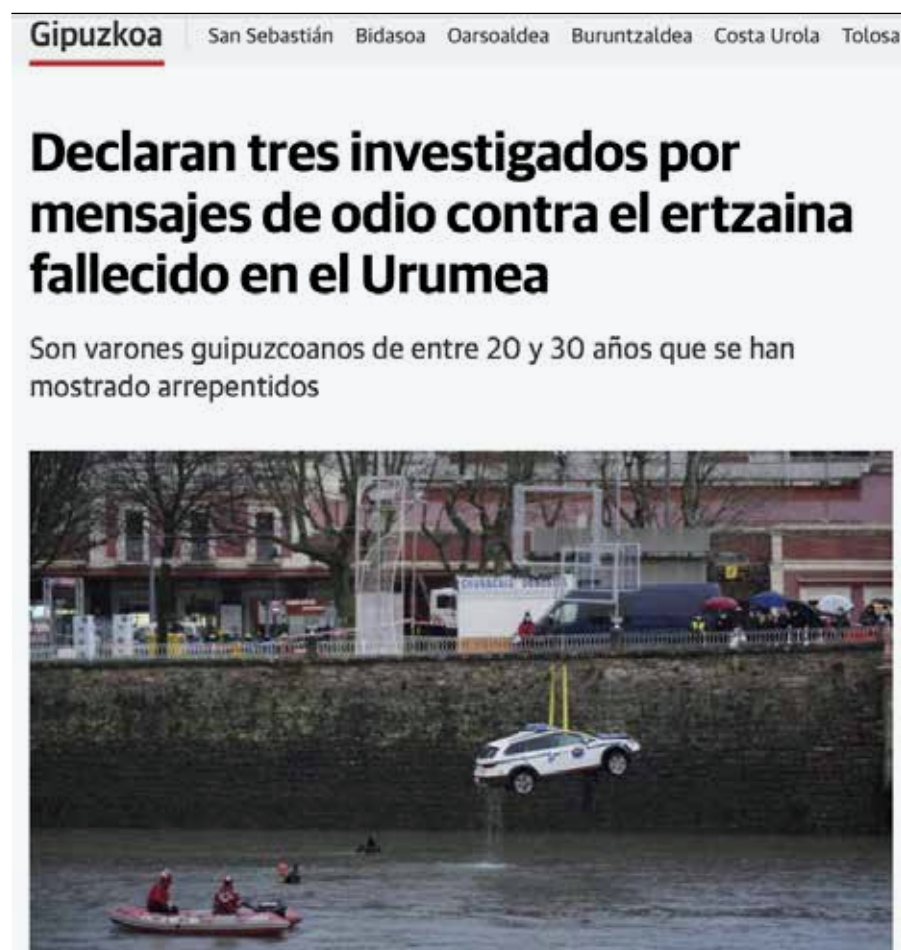 Gipuzkoa San Sebastián Bidasoa Oarsoaldea Buruntzaldea Costa Urola Tolosa
Declaran tres investigados por
mensajes de odio contra el ertzaina
fallecido en el Urumea
Son varones guipuzcoanos de entre 20 y 30 años que se han
mostrado arrepentidos